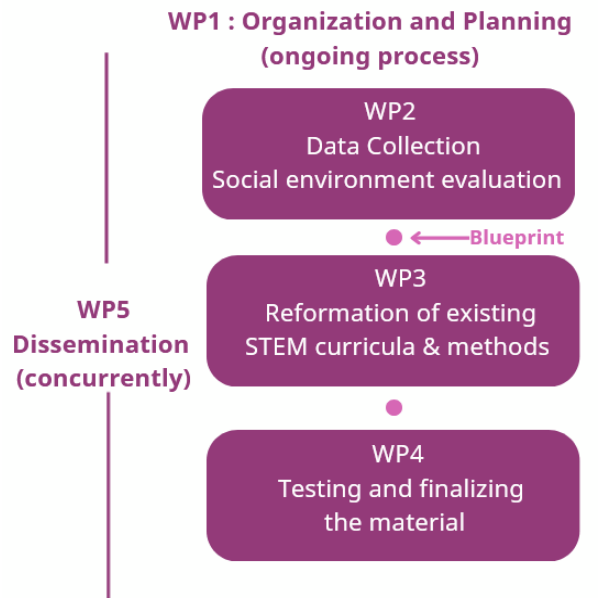 WP1 : Organization and Planning
(ongoing process)
WP2
Data Collection
Social environment evaluation
Blueprint
WP3
Reformation of existing
STEM curricula & methods
WP5
Dissemination
(concurrently)
WP4
Testing and finalizing
the material